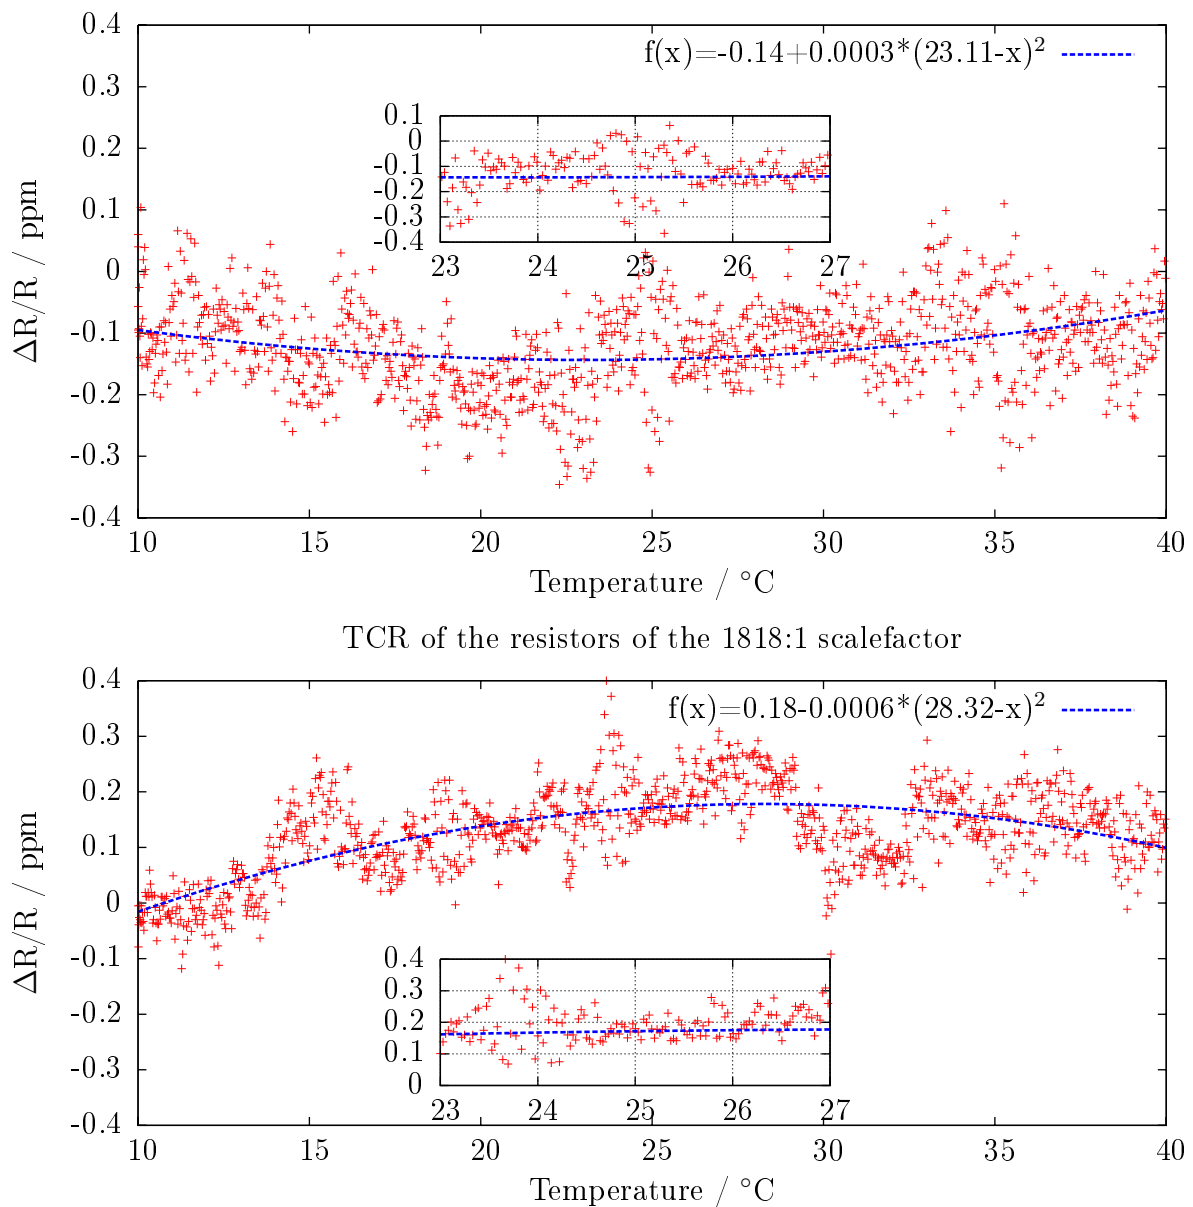 0.4
f(x)=-0.14+0.0003*(23.11-x)²
0.3
0.2
0.1
0
-0.1
-0.2
-0.3
-0.4
ΔR/R / ppm
0.1
0
-0.1
-0.2
-0.3
-0.4
23 24 25 26 27
10 15 20 25 30 35 40
Temperature / °C
TCR of the resistors of the 1818:1 scalefactor
0.4
f(x)=0.18-0.0006*(28.32-x)²
0.3
0.2
0.1
0
-0.1
-0.2
-0.3
-0.4
ΔR/R / ppm
0.4
0.3
0.2
0.1
0
23 24 25 26 27
10 15 20 25 30 35 40
Temperature / °C